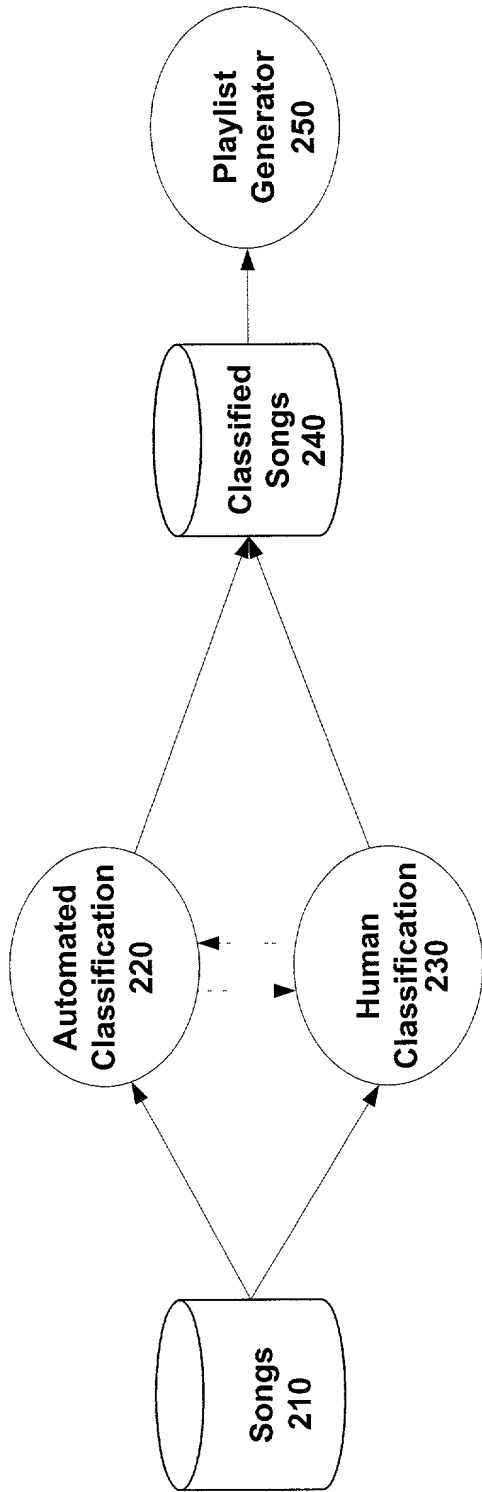 Songs
210
Automated
Classification
220
Human
Classification
230
Classified
Songs
240
Playlist
Generator
250